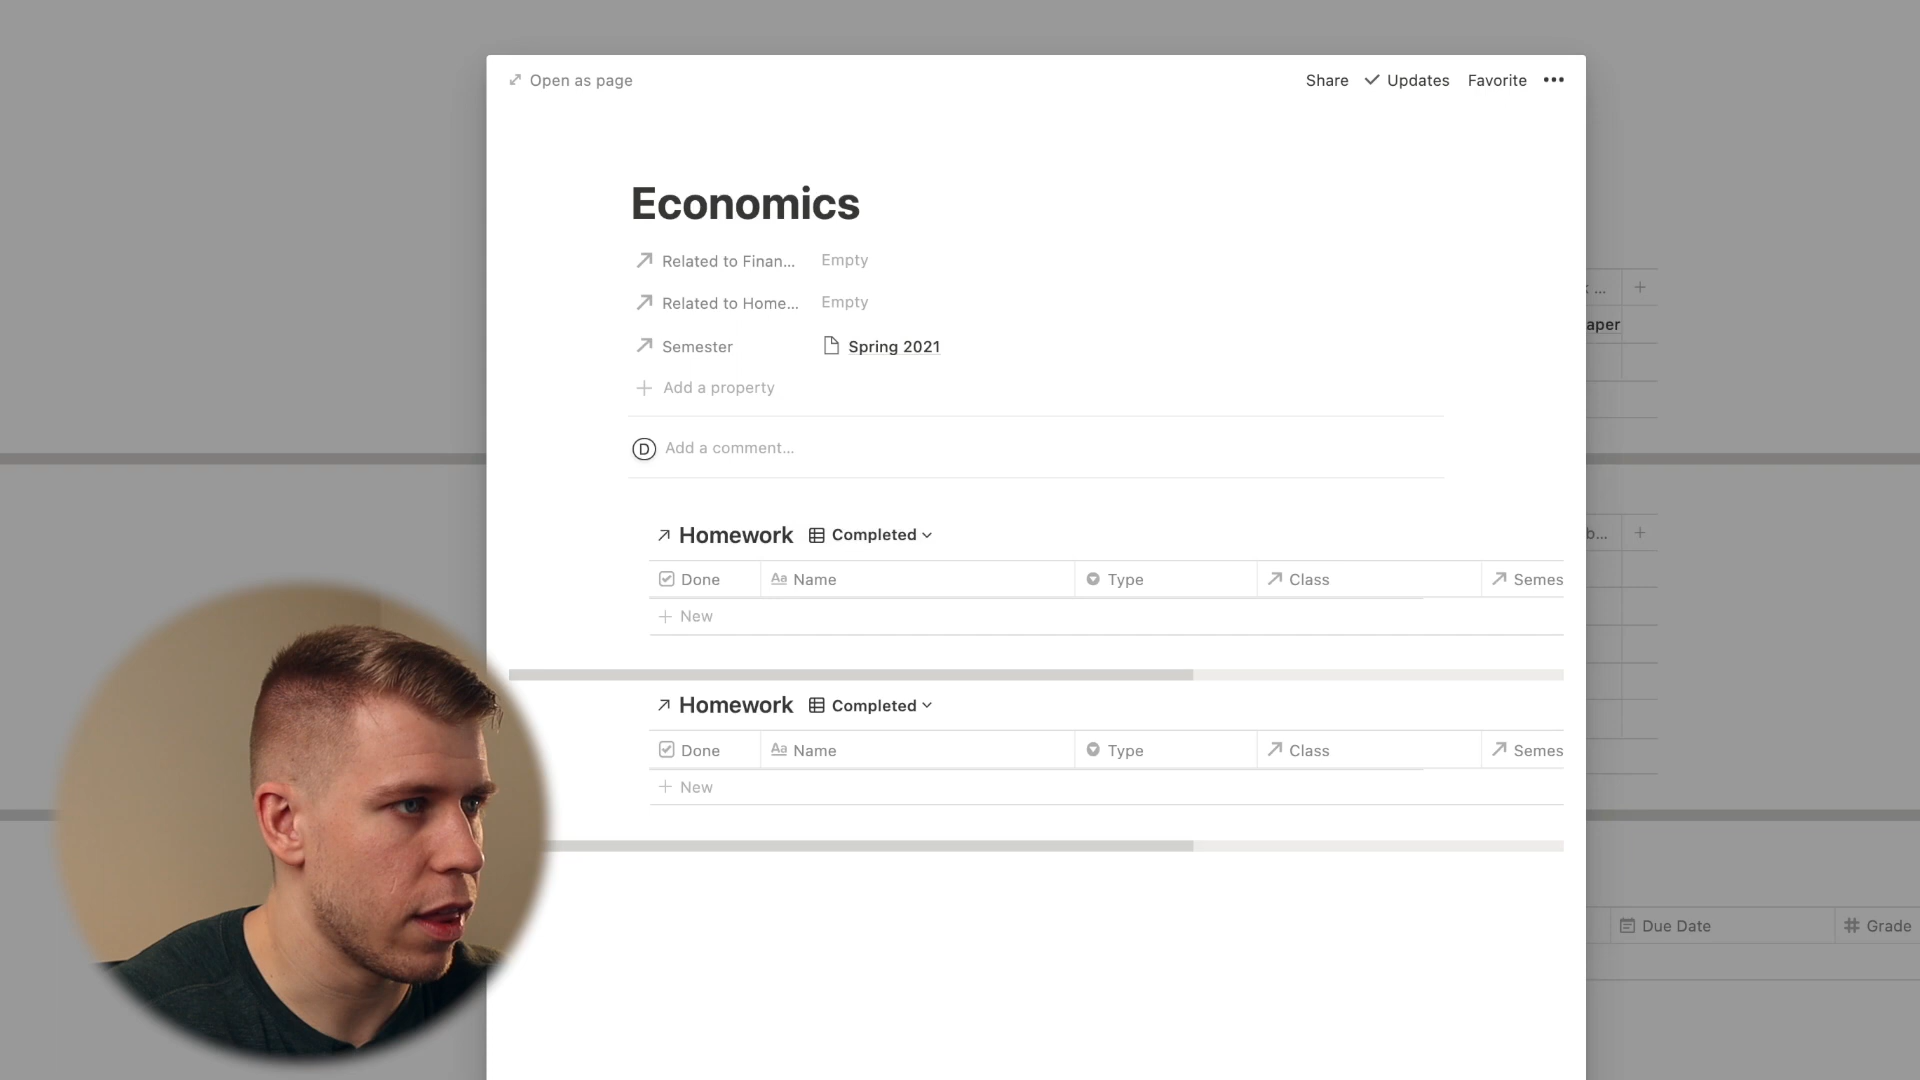 Open as page
Share
Updates
Favorite
Economics
Related to Finan...
Empty
Related to Home...
Empty
Semester
Spring 2021
Add a property
D
Add a comment...
Homework
Completed
Done
Aa Name
Type
Class
Semes
+ New
Homework
Completed
Done
Aa Name
Type
Class
Semes
+ New
...
+
aper
b...
+
Due Date
# Grade